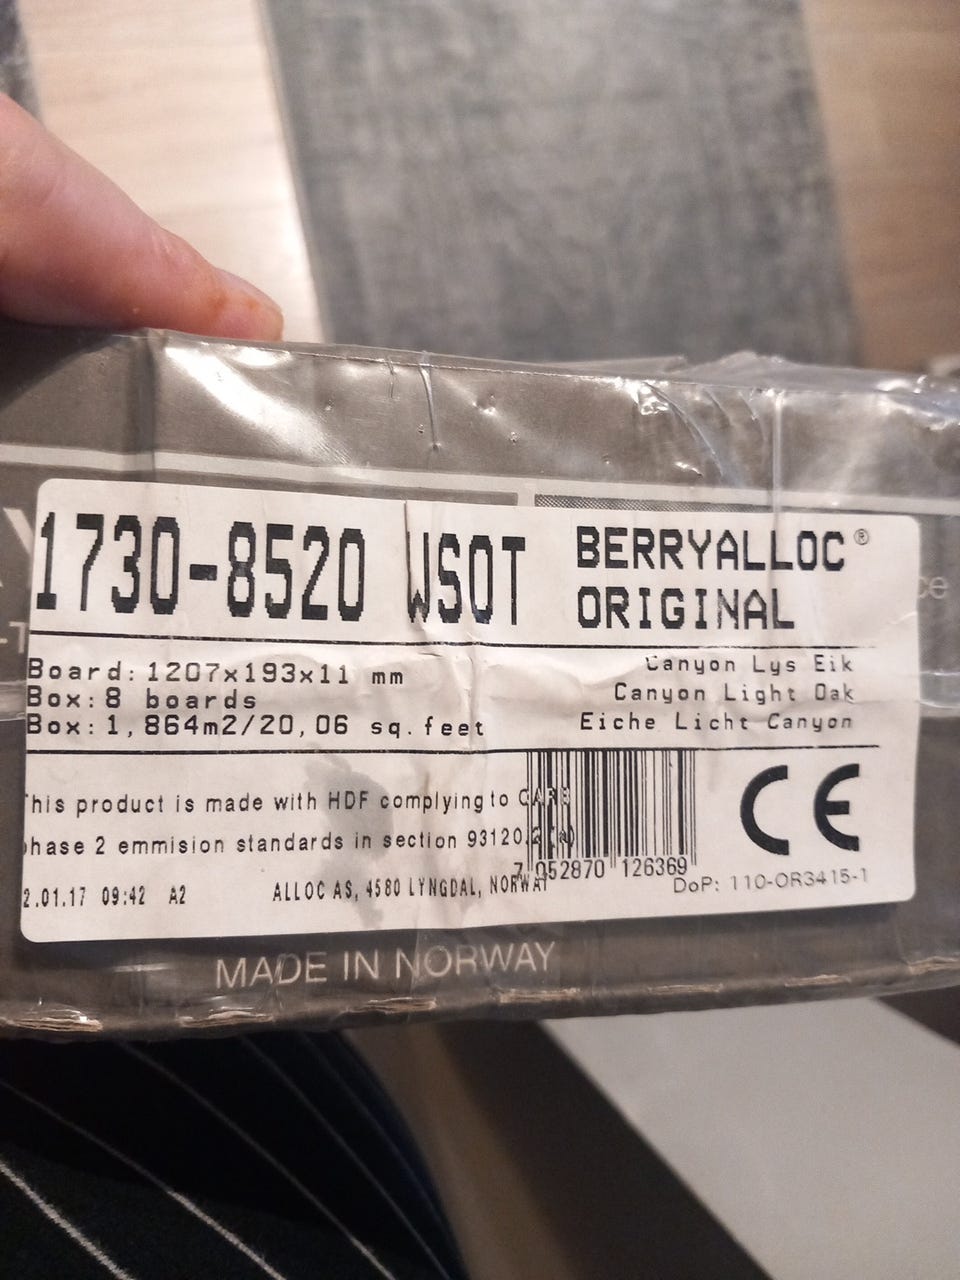 1730-8520 WSOT
BERRYALLOC®
ORIGINAL
Board: 1207x193x11 mm
Box: 8 boards
Box: 1,864m2/20,06 sq.feet
Canyon Lys Eik
Canyon Light Oak
Eiche Licht Canyon
his product is made with HDF complying to CARB
hase 2 emmision standards in section 93120.2(a)
7 052870 126369
CE
2.01.17 09:42 A2
ALLOC AS, 4580 LYNGDAL, NORWAY
DoP: 110-OR3415-1
MADE IN NORWAY